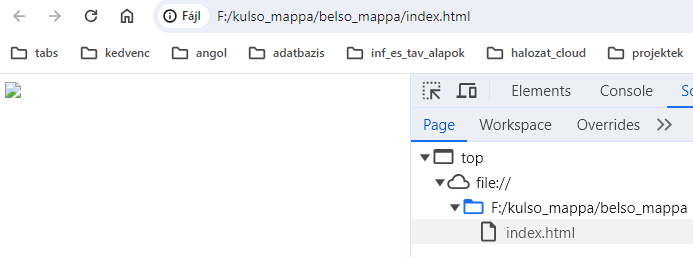 Fájl F:/kulso_mappa/belso_mappa/index.html
tabs kedvenc angol adatbazis inf_es_tav_alapok halozat_cloud projektek
Elements Console So
Page Workspace Overrides
top
file://
F:/kulso_mappa/belso_mappa
index.html